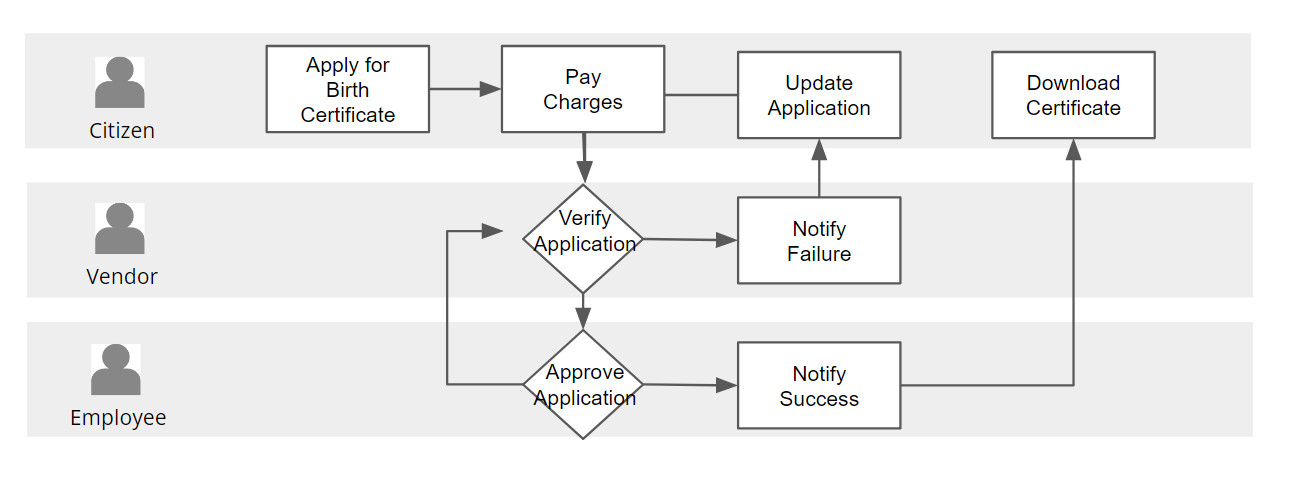 Citizen
Apply for
Birth
Certificate
Pay
Charges
Update
Application
Download
Certificate
Vendor
Verify
Application
Notify
Failure
Employee
Approve
Application
Notify
Success